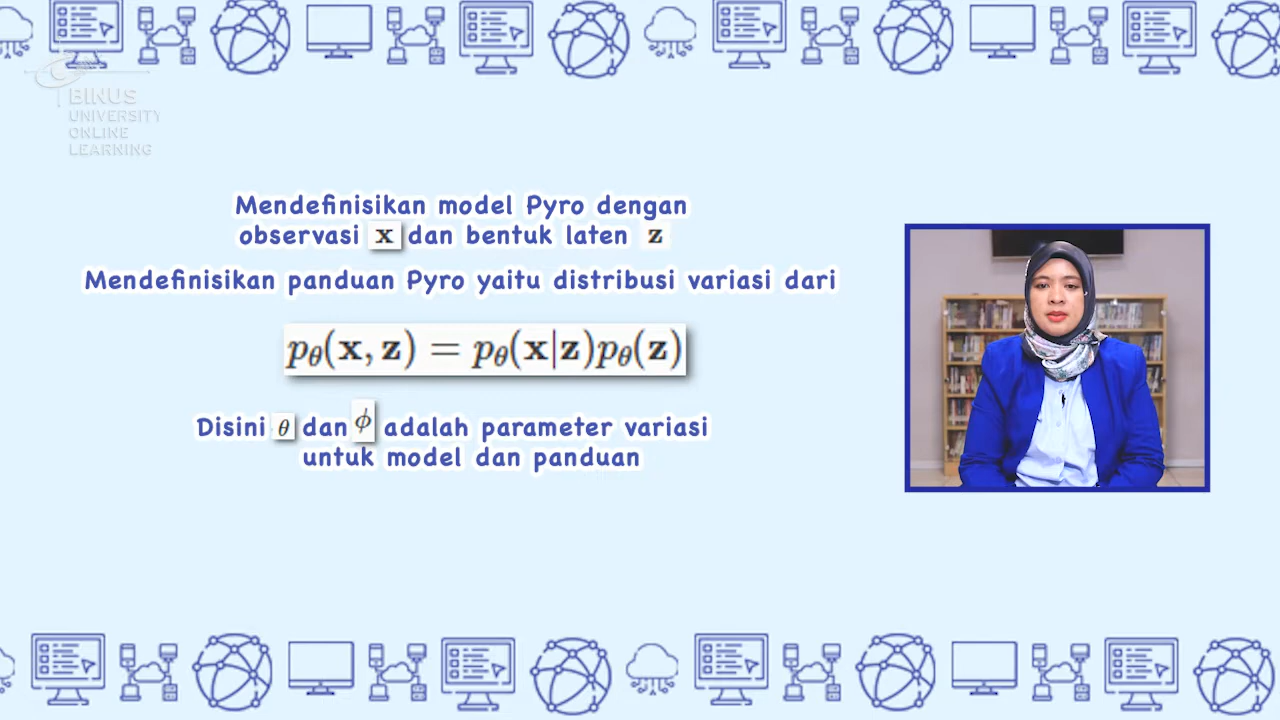 BINUS
UNIVERSITY
ONLINE
LEARNING
Mendefinisikan model Pyro dengan
observasi x dan bentuk laten z
Mendefinisikan panduan Pyro yaitu distribusi variasi dari
pθ(x, z) = pθ(x|z)pθ(z)
Disini θ dan ϕ adalah parameter variasi
untuk model dan panduan